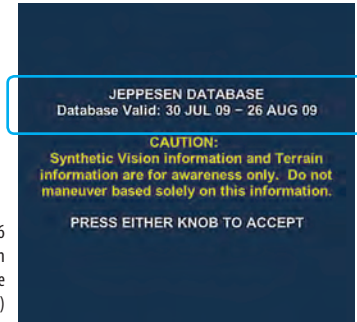 JEPPESEN DATABASE
Database Valid: 30 JUL 09 – 26 AUG 09
CAUTION:
Synthetic Vision information and Terrain
information are for awareness only. Do not
maneuver based solely on this information.
PRESS EITHER KNOB TO ACCEPT
6
n
e
)